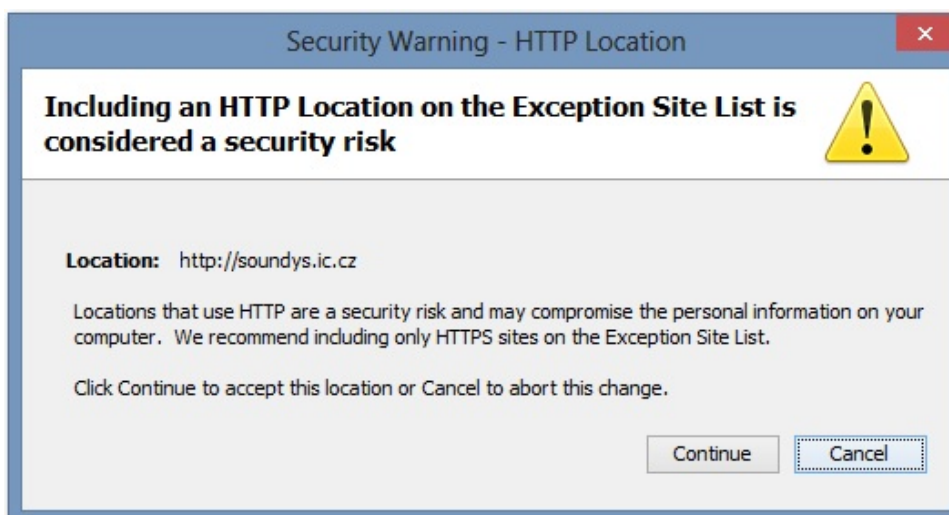 Security Warning - HTTP Location
Including an HTTP Location on the Exception Site List is
considered a security risk
Location: http://soundys.ic.cz
Locations that use HTTP are a security risk and may compromise the personal information on your
computer. We recommend including only HTTPS sites on the Exception Site List.
Click Continue to accept this location or Cancel to abort this change.
Continue Cancel